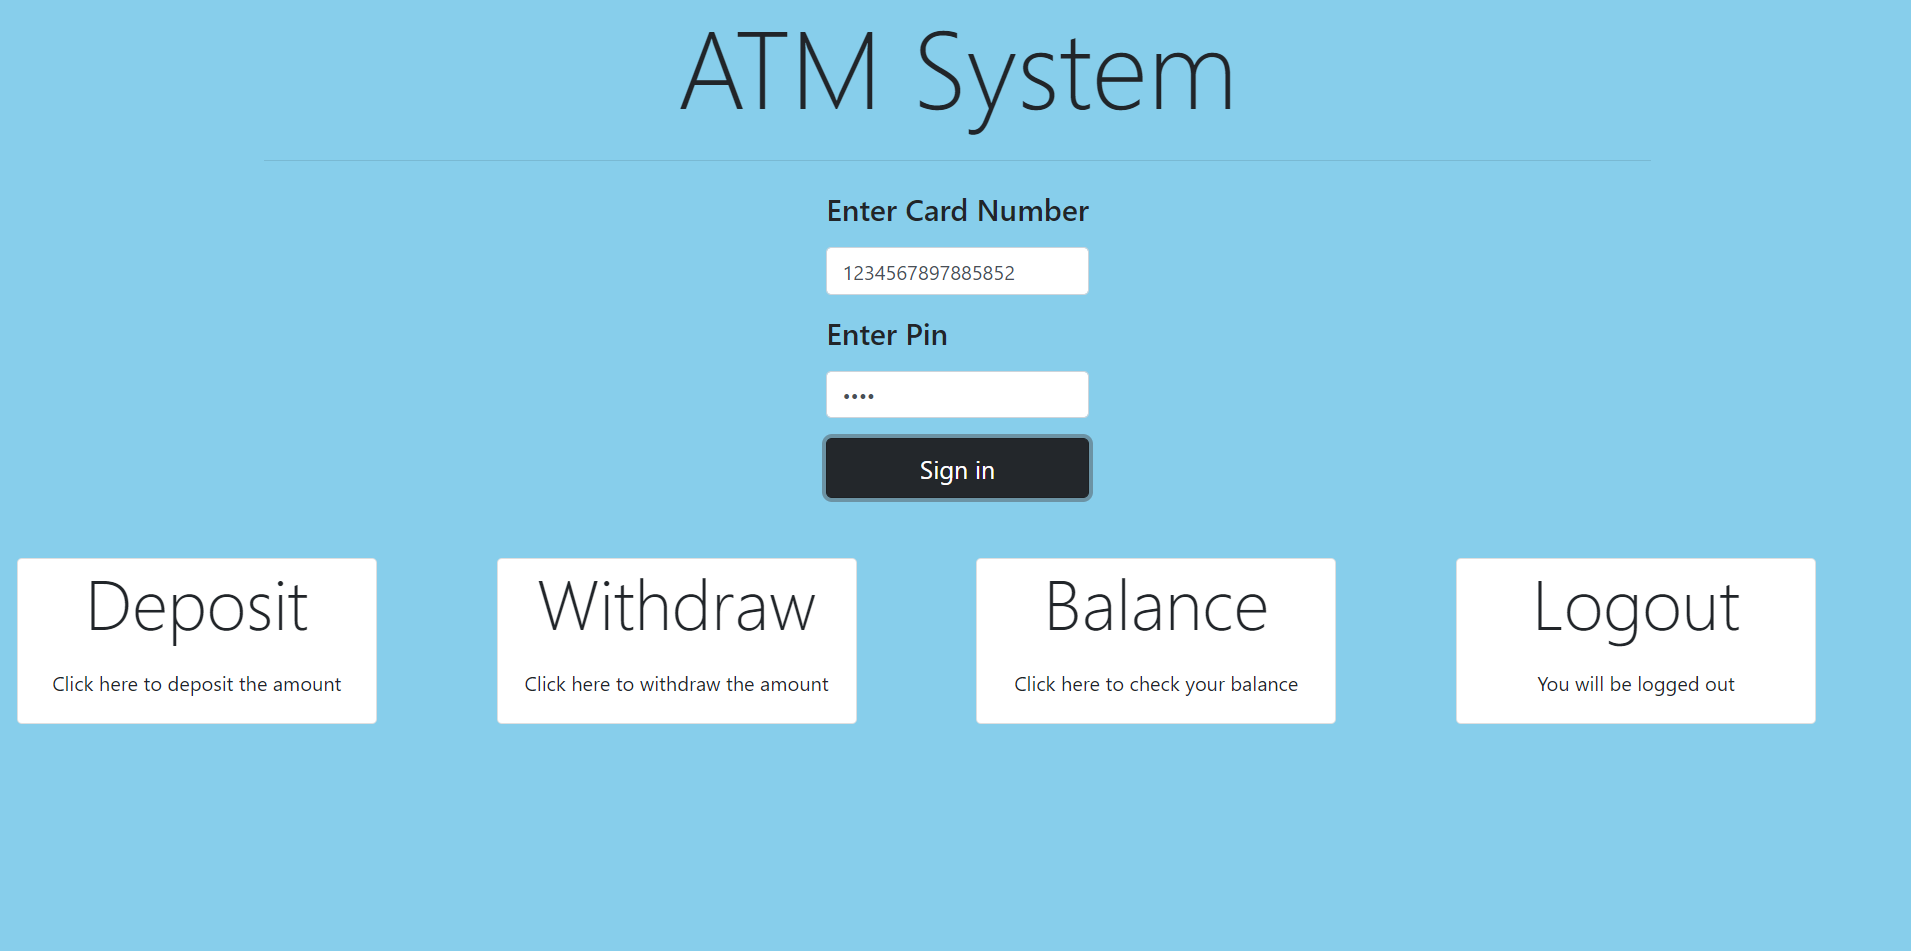 ATM System
Enter Card Number
1234567897885852
Enter Pin
••••
Sign in
Deposit
Click here to deposit the amount
Withdraw
Click here to withdraw the amount
Balance
Click here to check your balance
Logout
You will be logged out